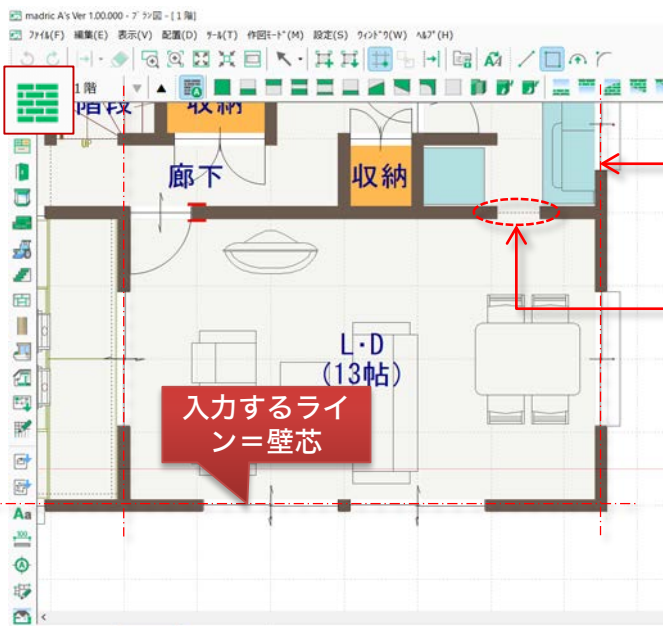 madric A's Ver 1.00.000 - プラン図 - [1 階]
ファイル(F) 編集(E) 表示(V) 配置(D) ツール(T) 作図モード(M) 設定(S) ウィンドウ(W) ヘルプ(H)
1 階
階段
収納
UP
廊下
収納
L・D
(13帖)
入力するライ
ン＝壁芯
Aa
100